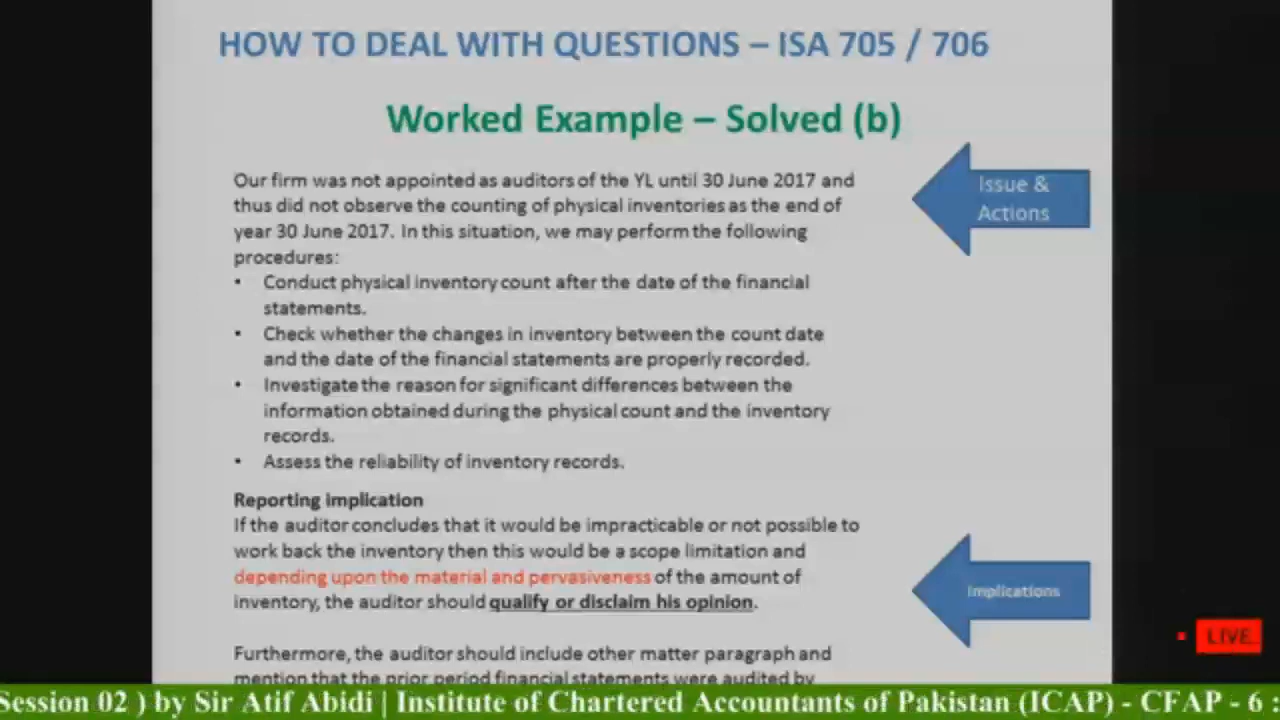 HOW TO DEAL WITH QUESTIONS – ISA 705 / 706
Worked Example – Solved (b)
Our firm was not appointed as auditors of the YL until 30 June 2017 and
thus did not observe the counting of physical inventories as the end of
year 30 June 2017. In this situation, we may perform the following
procedures:
• Conduct physical inventory count after the date of the financial
statements.
• Check whether the changes in inventory between the count date
and the date of the financial statements are properly recorded.
• Investigate the reason for significant differences between the
information obtained during the physical count and the inventory
records.
• Assess the reliability of inventory records.
Reporting implication
If the auditor concludes that it would be impracticable or not possible to
work back the inventory then this would be a scope limitation and
depending upon the material and pervasiveness of the amount of
inventory, the auditor should qualify or disclaim his opinion.
Furthermore, the auditor should include other matter paragraph and
mention that the prior period financial statements were audited by
Issue &
Actions
Implications
LIVE
Session 02 ) by Sir Atif Abidi | Institute of Chartered Accountants of Pakistan (ICAP) - CFAP - 6 :